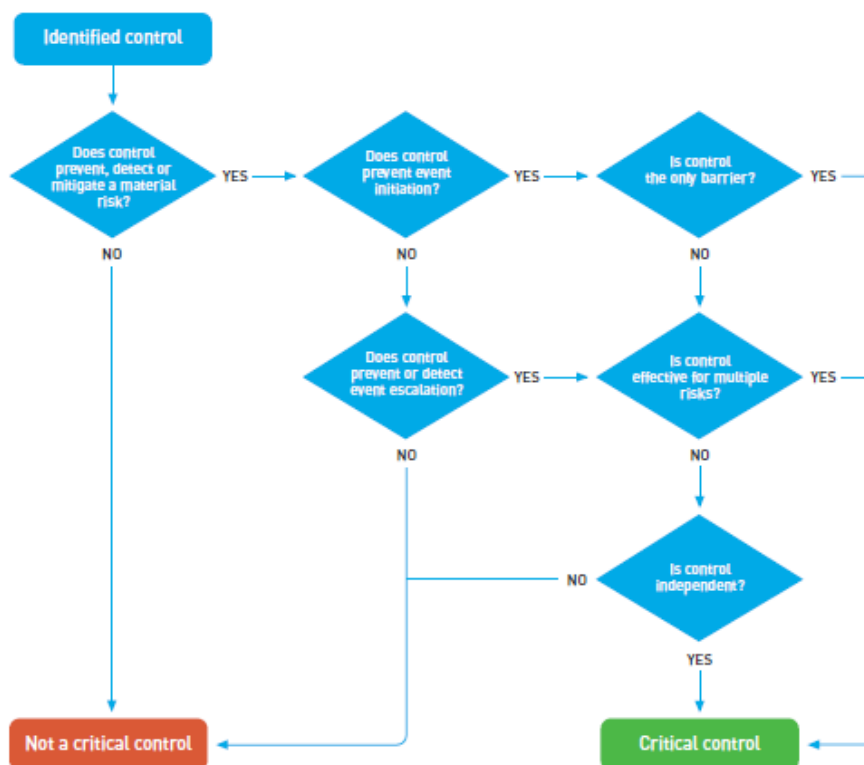 Identified control
Does control
prevent, detect or
mitigate a material
risk?
YES
Does control
prevent event
initiation?
YES
Is control
the only barrier?
YES
NO
NO
NO
Does control
prevent or detect
event escalation?
YES
Is control
effective for multiple
risks?
YES
NO
NO
Is control
independent?
NO
YES
Not a critical control
Critical control